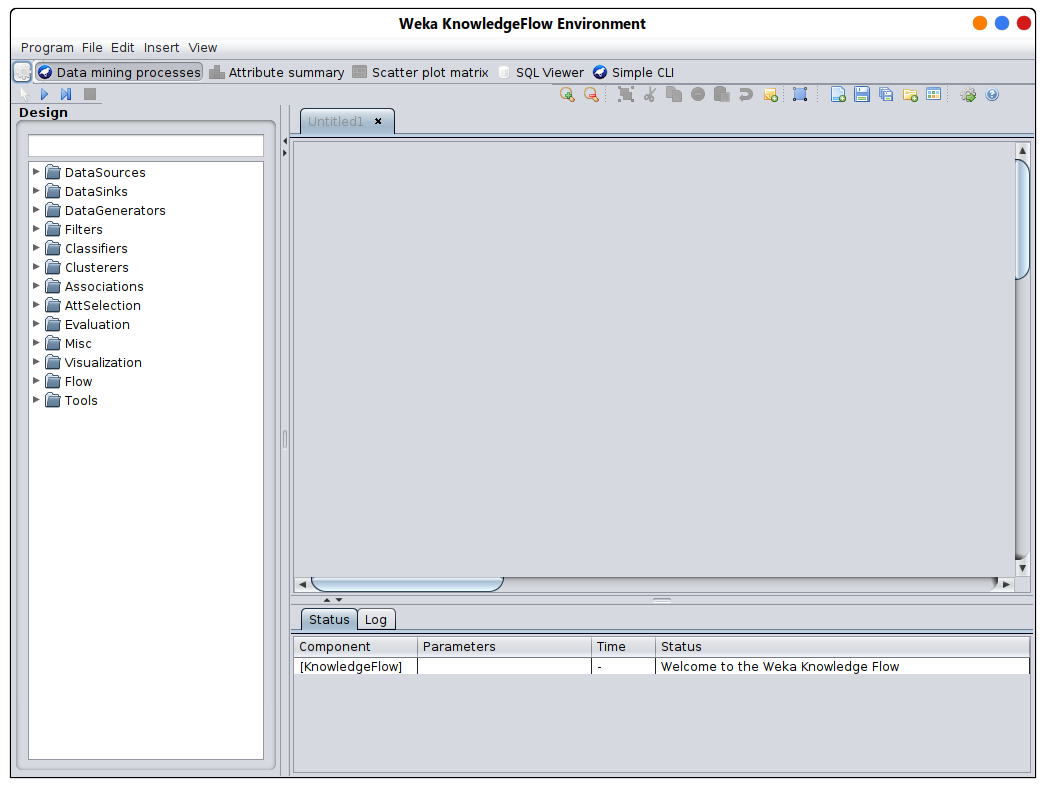 Weka KnowledgeFlow Environment
Program File Edit Insert View
Data mining processes Attribute summary Scatter plot matrix SQL Viewer Simple CLI
Design
Untitled1
DataSources
DataSinks
DataGenerators
Filters
Classifiers
Clusterers
Associations
AttSelection
Evaluation
Misc
Visualization
Flow
Tools
Status Log
Component Parameters Time Status
[KnowledgeFlow] - Welcome to the Weka Knowledge Flow